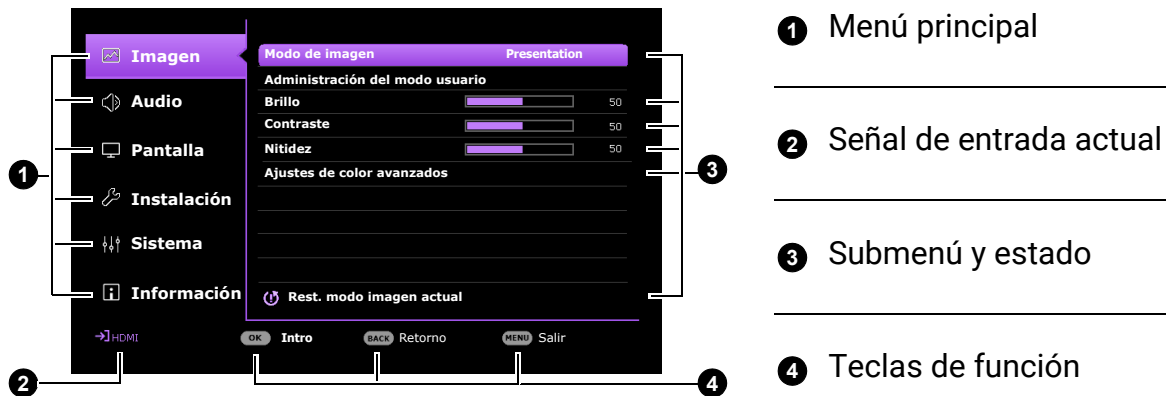 Imagen
Audio
Pantalla
Instalación
Sistema
Información
Modo de imagen Presentation
Administración del modo usuario
Brillo 50
Contraste 50
Nitidez 50
Ajustes de color avanzados
Rest. modo imagen actual
HDMI
OK Intro BACK Retorno MENU Salir
1
2
3
4
1 Menú principal
2 Señal de entrada actual
3 Submenú y estado
4 Teclas de función